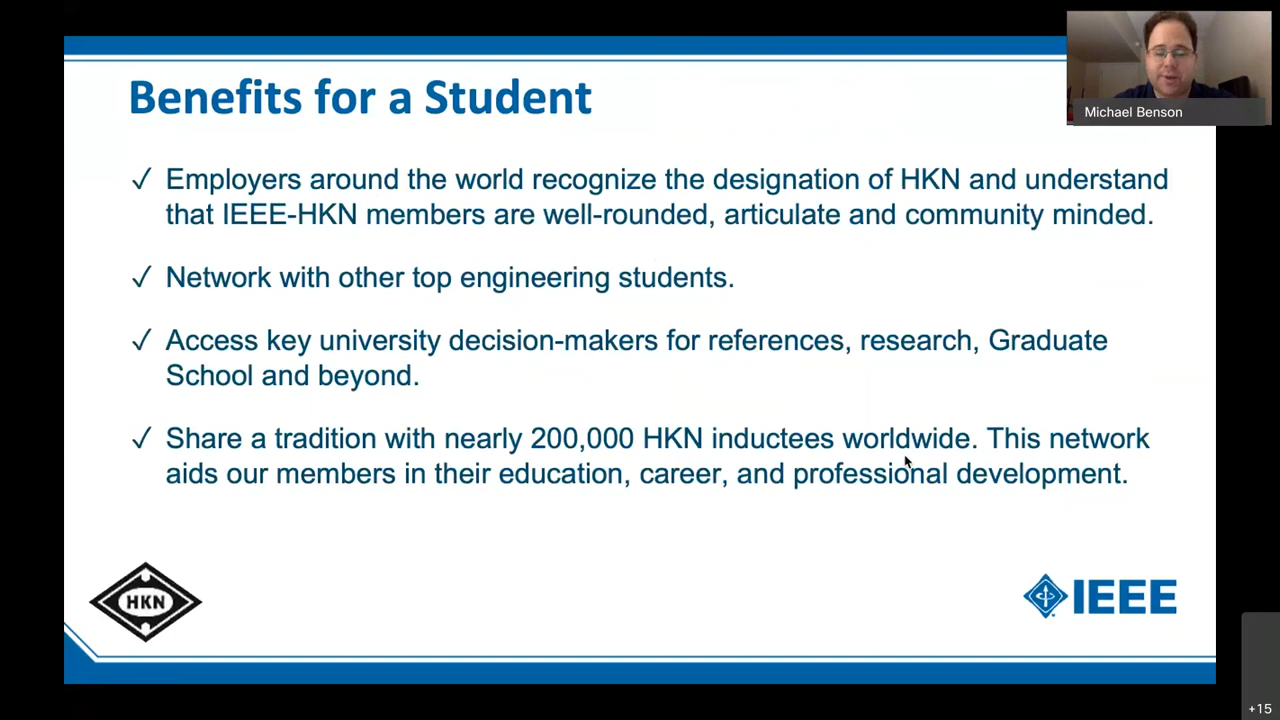 Benefits for a Student
Michael Benson
✓ Employers around the world recognize the designation of HKN and understand
that IEEE-HKN members are well-rounded, articulate and community minded.
✓ Network with other top engineering students.
✓ Access key university decision-makers for references, research, Graduate
School and beyond.
✓ Share a tradition with nearly 200,000 HKN inductees worldwide. This network
aids our members in their education, career, and professional development.
HKN
IEEE
+15